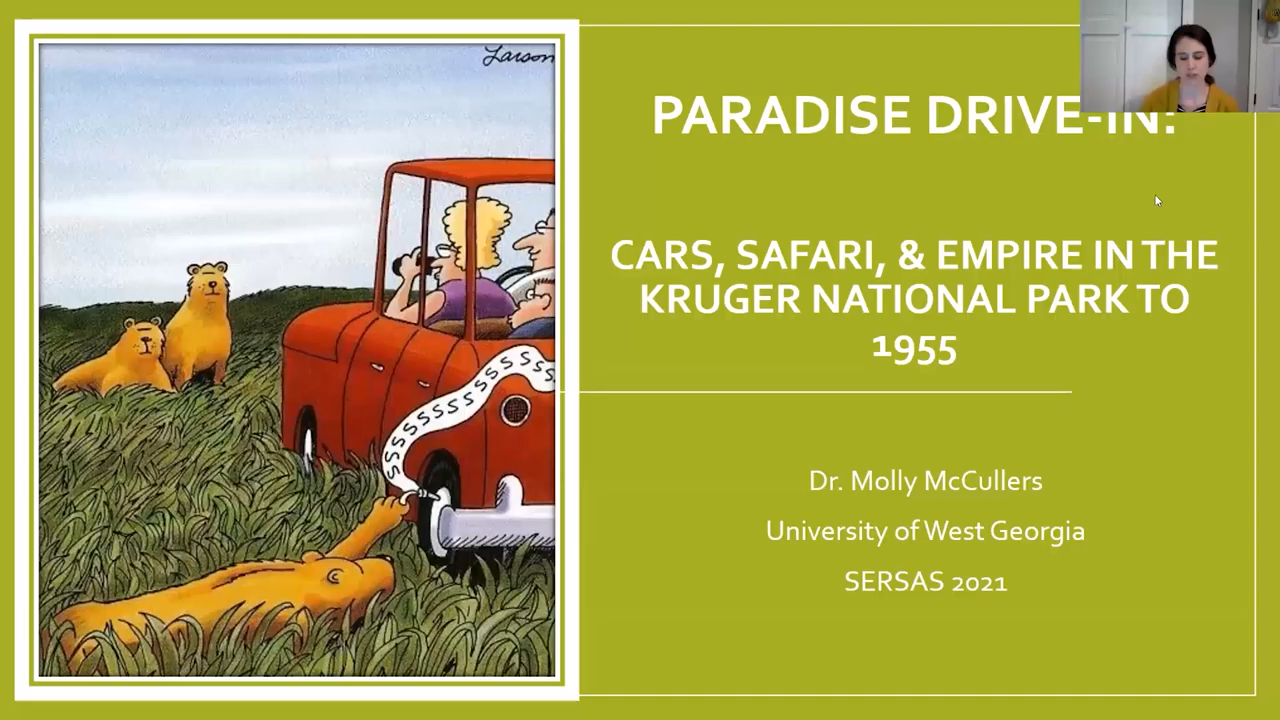 Larson
PARADISE DRIVE-IN:
CARS, SAFARI, & EMPIRE IN THE
KRUGER NATIONAL PARK TO
1955
SSSSSSSSSSSSSSS
Dr. Molly McCullers
University of West Georgia
SERSAS 2021